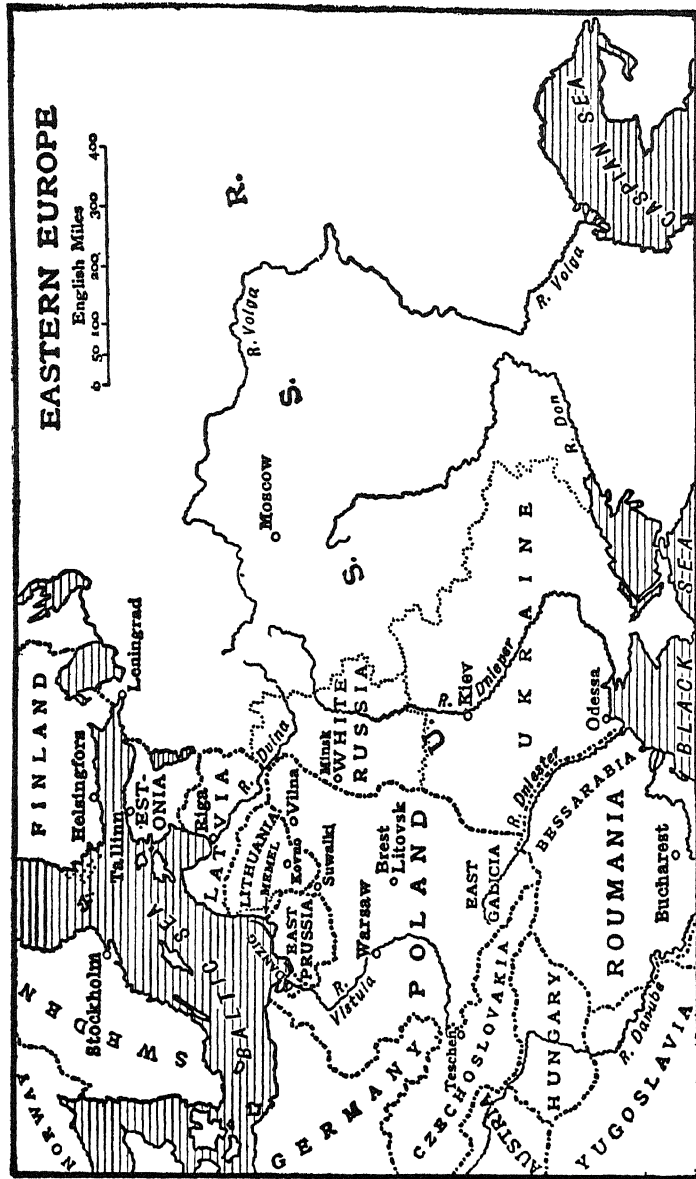 EASTERN EUROPE
English Miles
0 50 100 200 300 400
NORWAY
SWEDEN
FINLAND
Stockholm
Helsingfors
Leningrad
Tallinn
BALTIC SEA
EST-
ONIA
Riga
LATVIA
R. Duina
R. Volga
Moscow
U. S. S. R.
LITHUANIA
MEMEL
Kovno
Vilna
Suwalki
DANZIG
EAST
PRUSSIA
Minsk
WHITE
RUSSIA
GERMANY
R.
Vistula
Warsaw
Brest
Litovsk
POLAND
Teschen
CZECHOSLOVAKIA
EAST
GALICIA
R. Dnieper
Kiev
UKRAINE
R. Don
R. Volga
CASPIAN SEA
AUSTRIA
HUNGARY
R. Dniester
BESSARABIA
Odessa
YUGOSLAVIA
R. Danube
ROUMANIA
Bucharest
BLACK SEA